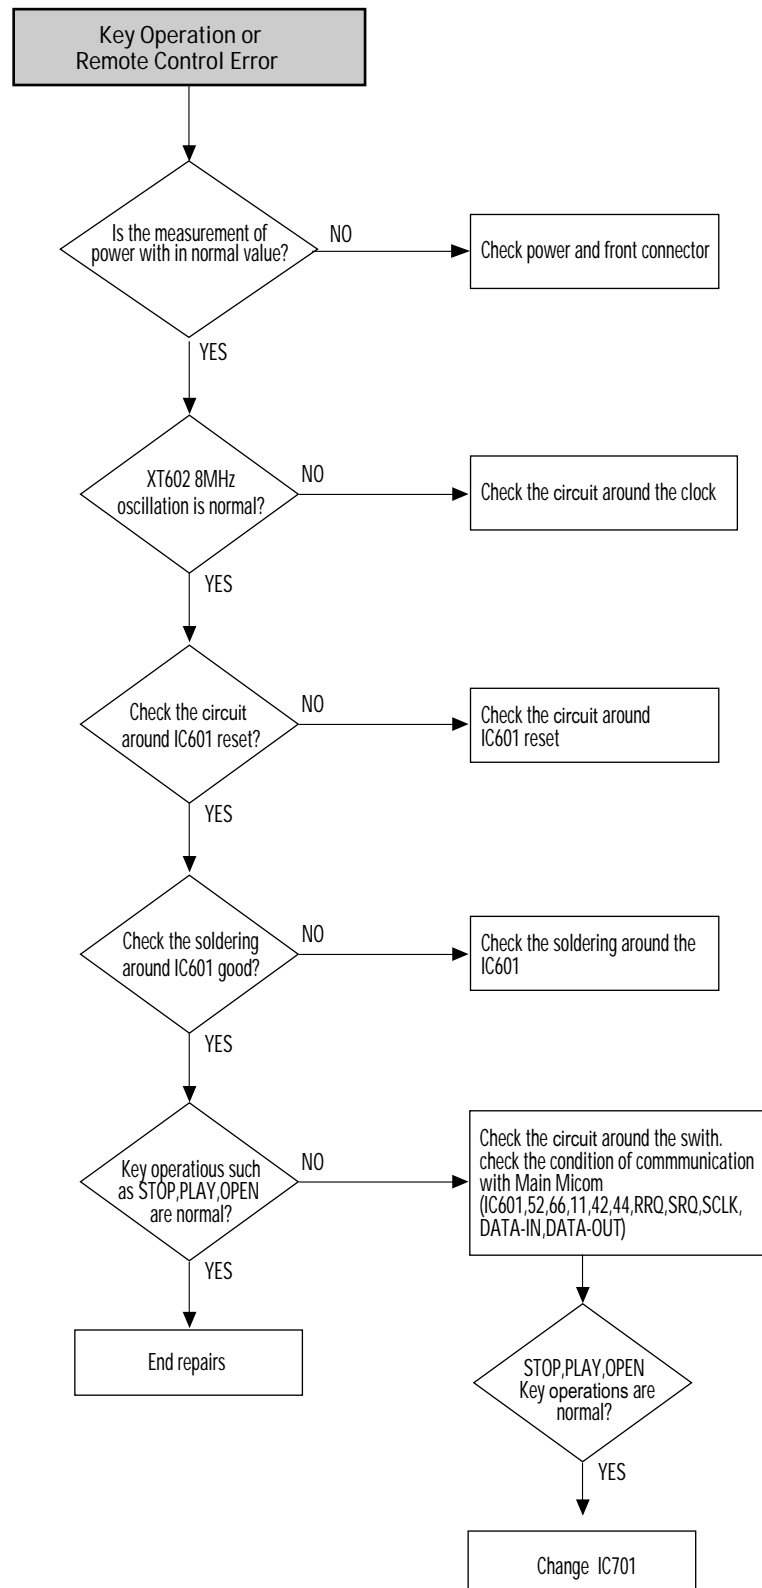 Key Operation or
Remote Control Error
Is the measurement of
power with in normal value?
NO
Check power and front connector
YES
XT602 8MHz
oscillation is normal?
NO
Check the circuit around the clock
YES
Check the circuit
around IC601 reset?
NO
Check the circuit around
IC601 reset
YES
Check the soldering
around IC601 good?
NO
Check the soldering around the
IC601
YES
Key operatious such
as STOP,PLAY,OPEN
are normal?
NO
Check the circuit around the swith.
check the condition of commmunication
with Main Micom
(IC601,52,66,11,42,44,RRQ,SRQ,SCLK,
DATA-IN,DATA-OUT)
YES
End repairs
STOP,PLAY,OPEN
Key operations are
normal?
YES
Change IC701